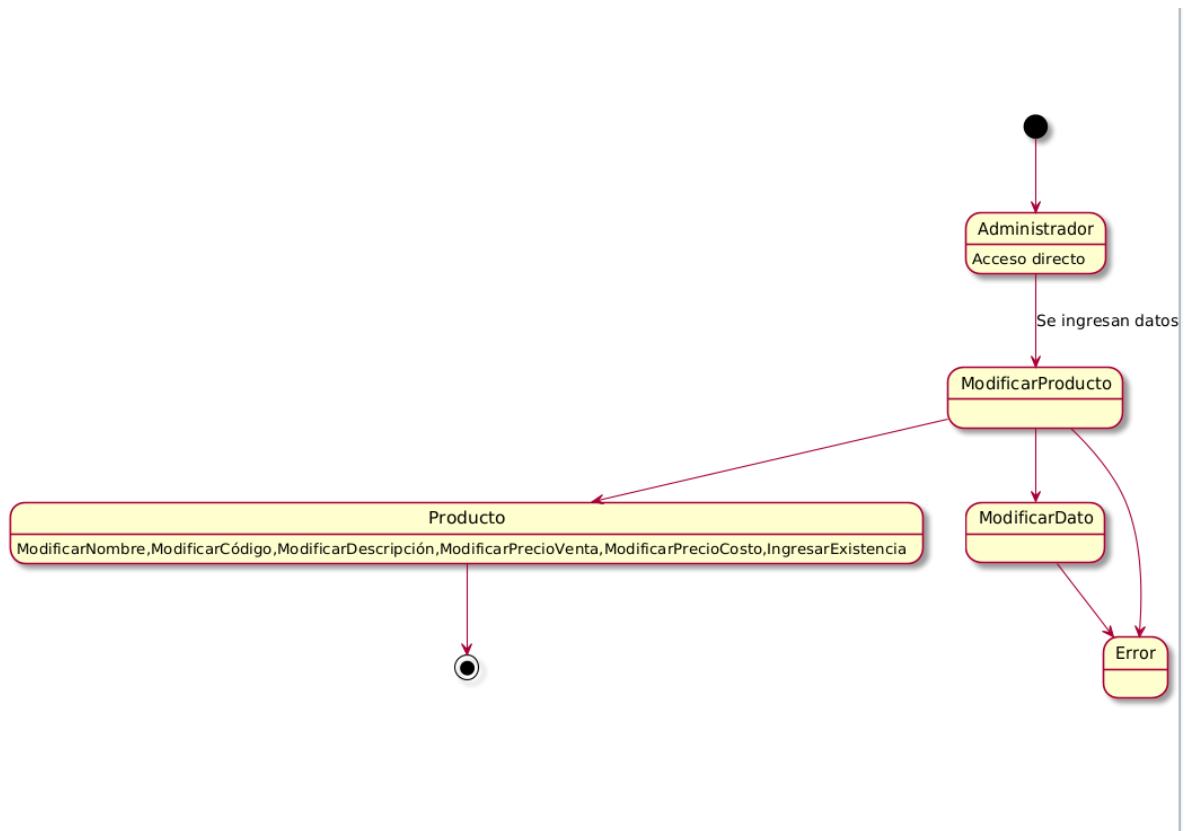 Administrador
Acceso directo
Se ingresan datos
ModificarProducto
Producto
ModificarNombre,ModificarCódigo,ModificarDescripción,ModificarPrecioVenta,ModificarPrecioCosto,IngresarExistencia
ModificarDato
Error